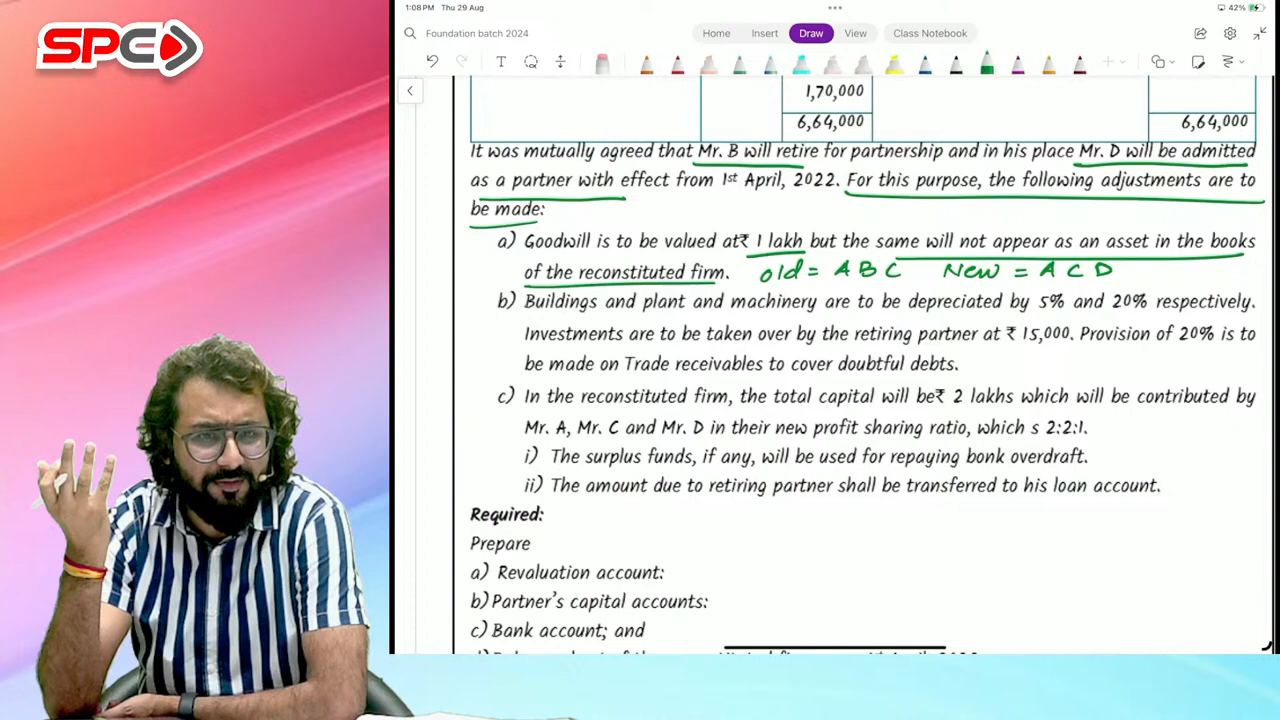 SPC
1:08 PM Thu 29 Aug
42%
Foundation batch 2024
Home Insert Draw View Class Notebook
1,70,000
6,64,000 6,64,000
It was mutually agreed that Mr. B will retire for partnership and in his place Mr. D will be admitted
as a partner with effect from 1st April, 2022. For this purpose, the following adjustments are to
be made:
a) Goodwill is to be valued at₹ 1 lakh but the same will not appear as an asset in the books
of the reconstituted firm. old = A B C New = A C D
b) Buildings and plant and machinery are to be depreciated by 5% and 20% respectively.
Investments are to be taken over by the retiring partner at ₹ 15,000. Provision of 20% is to
be made on Trade receivables to cover doubtful debts.
c) In the reconstituted firm, the total capital will be₹ 2 lakhs which will be contributed by
Mr. A, Mr. C and Mr. D in their new profit sharing ratio, which s 2:2:1.
i) The surplus funds, if any, will be used for repaying bank overdraft.
ii) The amount due to retiring partner shall be transferred to his loan account.
Required:
Prepare
a) Revaluation account:
b) Partner's capital accounts:
c) Bank account; and